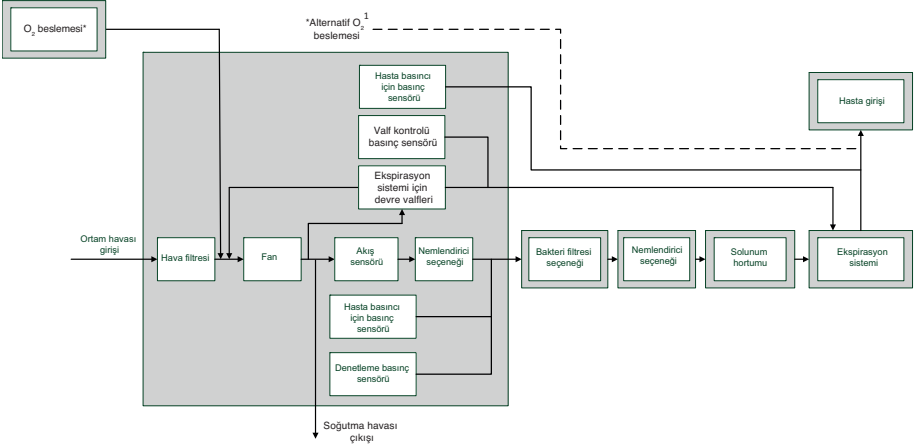 O₂ beslemesi*
*Alternatif O₂¹
beslemesi
Hasta basıncı
için basınç
sensörü
Hasta girişi
Valf kontrolü
basınç sensörü
Ekspirasyon
sistemi için
devre valfleri
Ortam havası
girişi
Hava filtresi
Fan
Akış
sensörü
Nemlendirici
seçeneği
Bakteri filtresi
seçeneği
Nemlendirici
seçeneği
Solunum
hortumu
Ekspirasyon
sistemi
Hasta basıncı
için basınç
sensörü
Denetleme basınç
sensörü
Soğutma havası
çıkışı